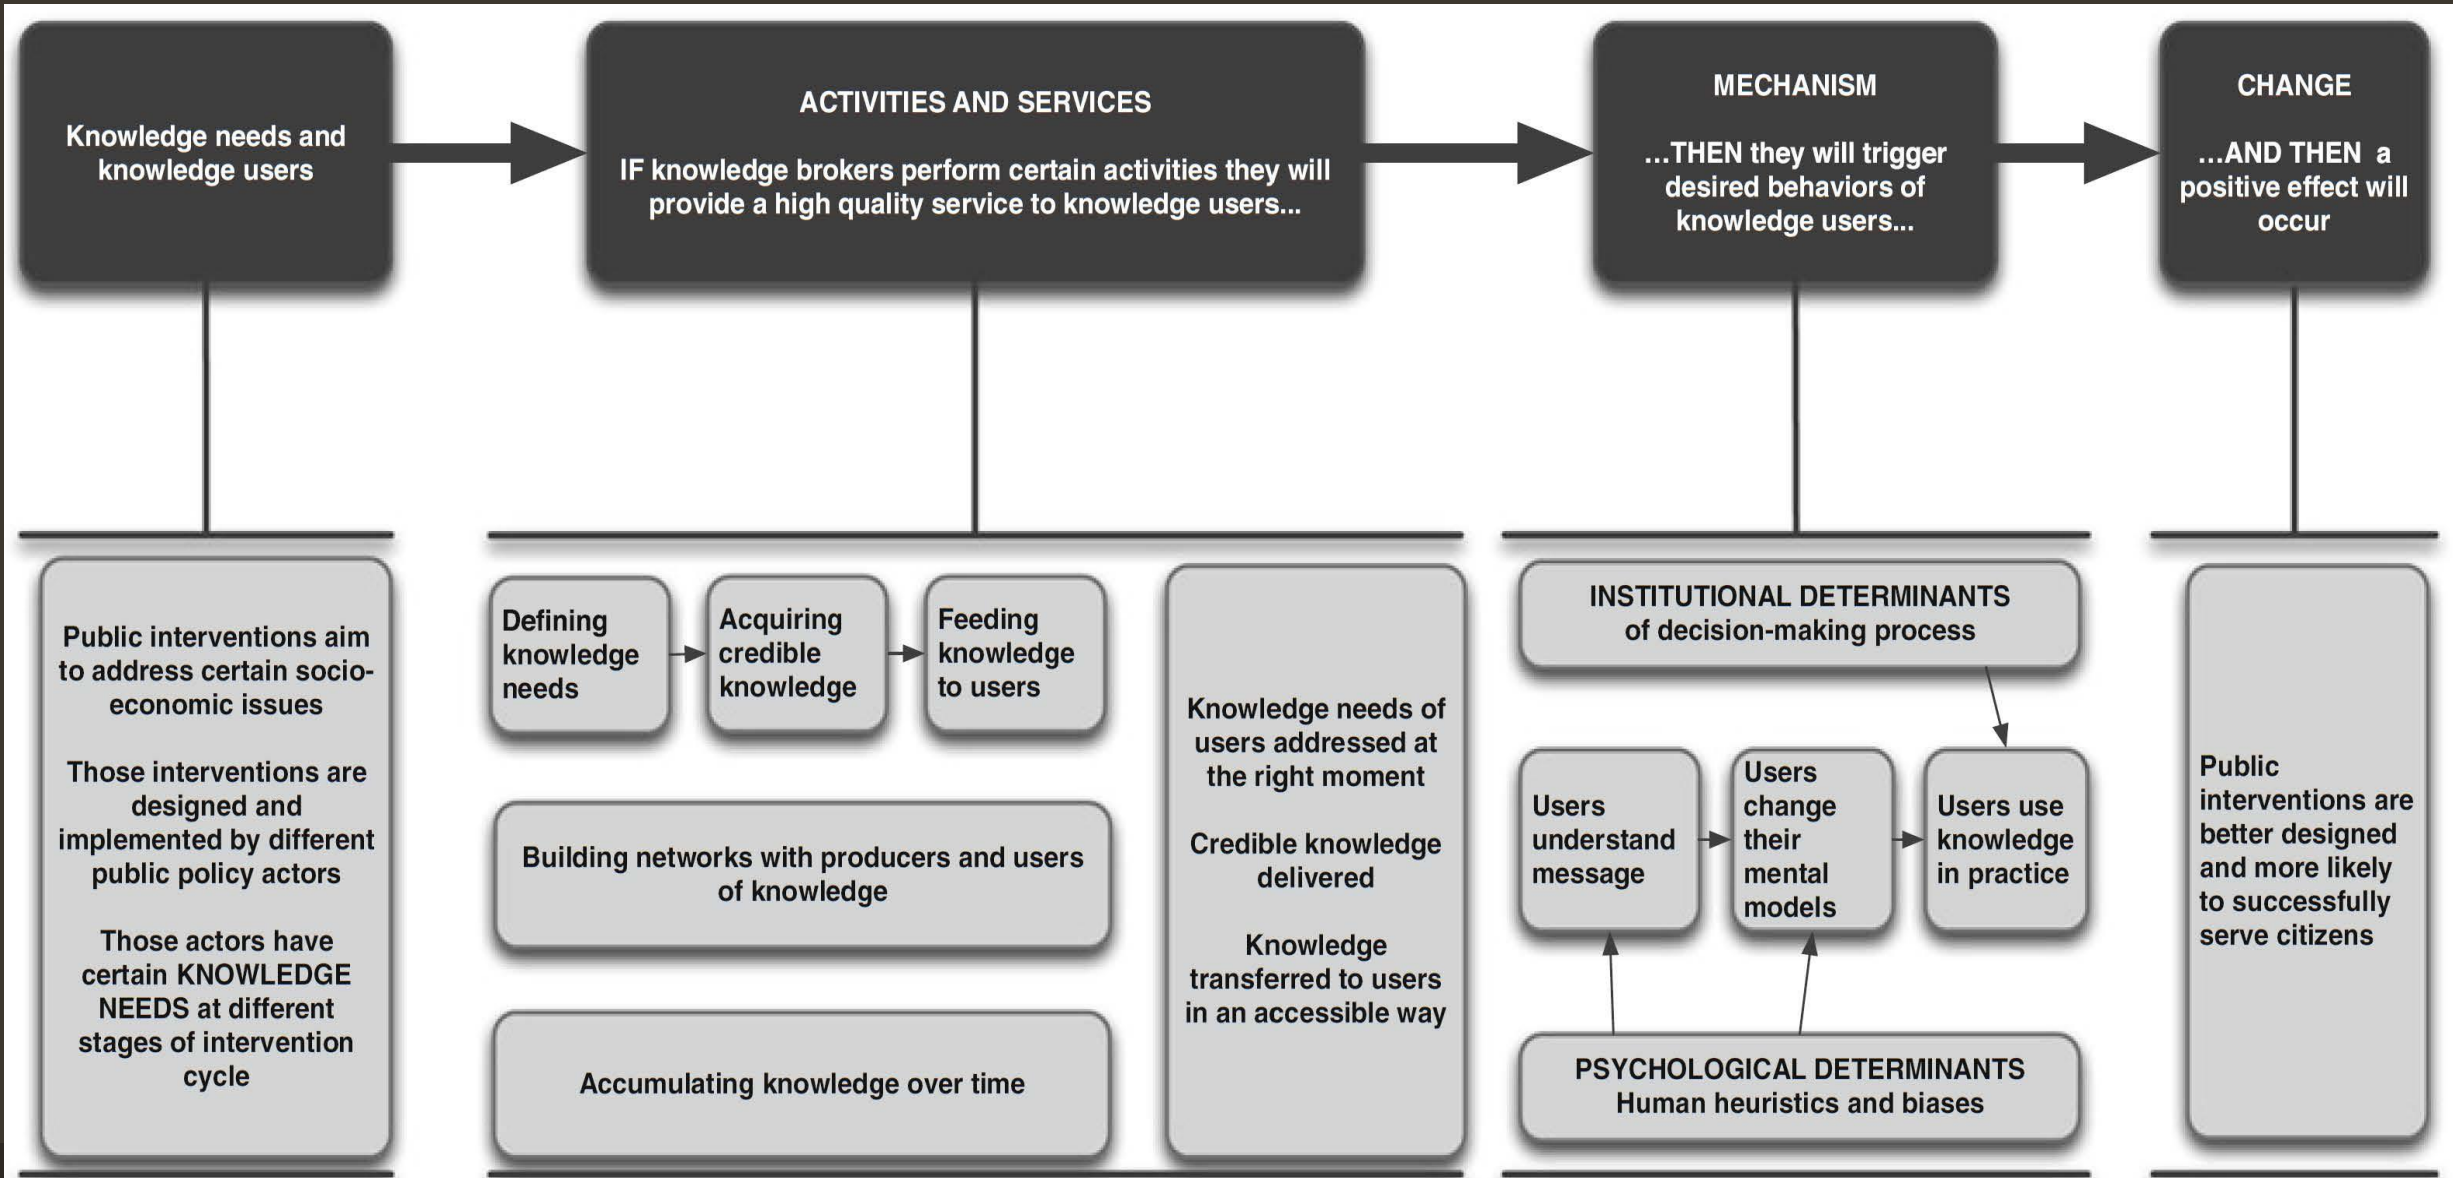 Knowledge needs and
knowledge users
ACTIVITIES AND SERVICES
IF knowledge brokers perform certain activities they will
provide a high quality service to knowledge users...
MECHANISM
...THEN they will trigger
desired behaviors of
knowledge users...
CHANGE
...AND THEN a
positive effect will
occur
Public interventions aim
to address certain socio-
economic issues
Those interventions are
designed and
implemented by different
public policy actors
Those actors have
certain KNOWLEDGE
NEEDS at different
stages of intervention
cycle
Defining
knowledge
needs
Acquiring
credible
knowledge
Feeding
knowledge
to users
Building networks with producers and users
of knowledge
Accumulating knowledge over time
Knowledge needs of
users addressed at
the right moment
Credible knowledge
delivered
Knowledge
transferred to users
in an accessible way
INSTITUTIONAL DETERMINANTS
of decision-making process
Users
understand
message
Users
change
their
mental
models
Users use
knowledge
in practice
PSYCHOLOGICAL DETERMINANTS
Human heuristics and biases
Public
interventions are
better designed
and more likely
to successfully
serve citizens